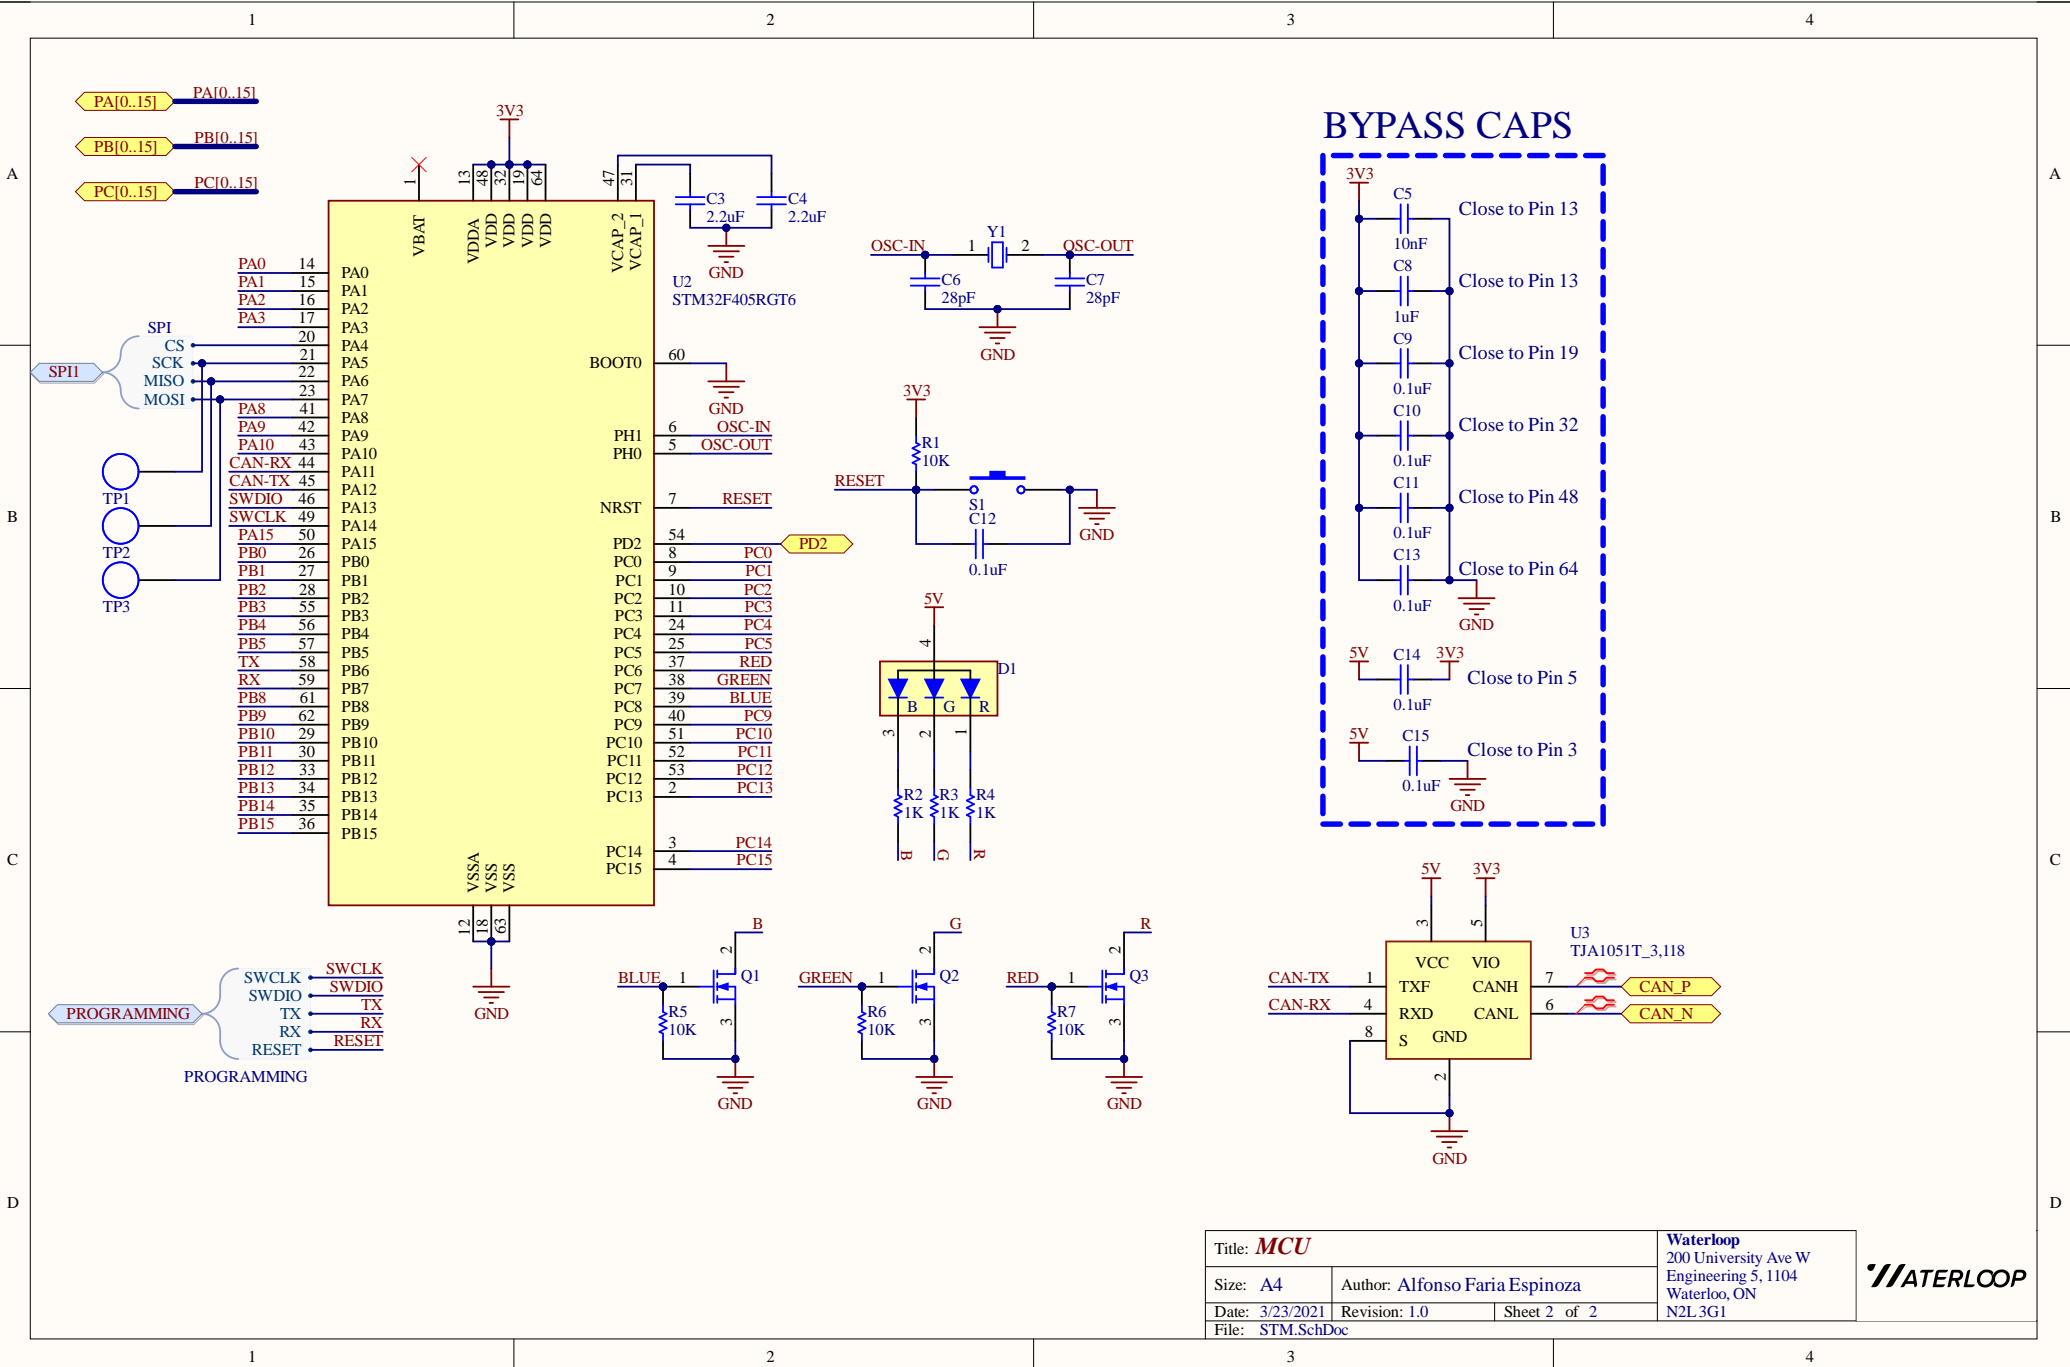 1 2 3 4
A
B
C
D
A
B
C
D
1 2 3 4
PA[0..15] PA[0..15]
PB[0..15] PB[0..15]
PC[0..15] PC[0..15]
3V3
1 13 48 32 19 64 47 31
VBAT VDDA VDD VDD VDD VDD VCAP_2 VCAP_1
C3
2.2uF
C4
2.2uF
GND
U2
STM32F405RGT6
PA0 14 PA0
PA1 15 PA1
PA2 16 PA2
PA3 17 PA3
SPI
SPI1
CS 20 PA4
SCK 21 PA5
MISO 22 PA6
MOSI 23 PA7
PA8 41 PA8
PA9 42 PA9
PA10 43 PA10
CAN-RX 44 PA11
CAN-TX 45 PA12
SWDIO 46 PA13
SWCLK 49 PA14
PA15 50 PA15
PB0 26 PB0
PB1 27 PB1
PB2 28 PB2
PB3 55 PB3
PB4 56 PB4
PB5 57 PB5
TX 58 PB6
RX 59 PB7
PB8 61 PB8
PB9 62 PB9
PB10 29 PB10
PB11 30 PB11
PB12 33 PB12
PB13 34 PB13
PB14 35 PB14
PB15 36 PB15
TP1
TP2
TP3
BOOT0 60
GND
PH1 6 OSC-IN
PH0 5 OSC-OUT
NRST 7 RESET
PD2 54 PD2
PC0 8 PC0
PC1 9 PC1
PC2 10 PC2
PC3 11 PC3
PC4 24 PC4
PC5 25 PC5
PC6 37 RED
PC7 38 GREEN
PC8 39 BLUE
PC9 40 PC9
PC10 51 PC10
PC11 52 PC11
PC12 53 PC12
PC13 2 PC13
PC14 3 PC14
PC15 4 PC15
VSSA VSS VSS
12 18 63
GND
PROGRAMMING
SWCLK SWCLK
SWDIO SWDIO
TX TX
RX RX
RESET RESET
PROGRAMMING
OSC-IN 1 Y1 2 OSC-OUT
C6
28pF
C7
28pF
GND
3V3
R1
10K
RESET
S1
C12
0.1uF
GND
5V
4
D1
B G R
3 2 1
R2
1K
R3
1K
R4
1K
B G R
B
2
BLUE 1 Q1
R5
10K
3
GND
G
2
GREEN 1 Q2
R6
10K
3
GND
R
2
RED 1 Q3
R7
10K
3
GND
BYPASS CAPS
3V3
C5
10nF
Close to Pin 13
C8
1uF
Close to Pin 13
C9
0.1uF
Close to Pin 19
C10
0.1uF
Close to Pin 32
C11
0.1uF
Close to Pin 48
C13
0.1uF
Close to Pin 64
GND
5V C14 3V3
0.1uF
Close to Pin 5
5V C15
0.1uF
Close to Pin 3
GND
5V 3V3
3 5
U3
TJA1051T_3,118
VCC VIO
CAN-TX 1 TXF CANH 7 CAN_P
CAN-RX 4 RXD CANL 6 CAN_N
8 S GND
2
GND
Title: MCU
Size: A4 Author: Alfonso Faria Espinoza
Date: 3/23/2021 Revision: 1.0 Sheet 2 of 2
File: STM.SchDoc
Waterloop
200 University Ave W
Engineering 5, 1104
Waterloo, ON
N2L 3G1
WATERLOOP